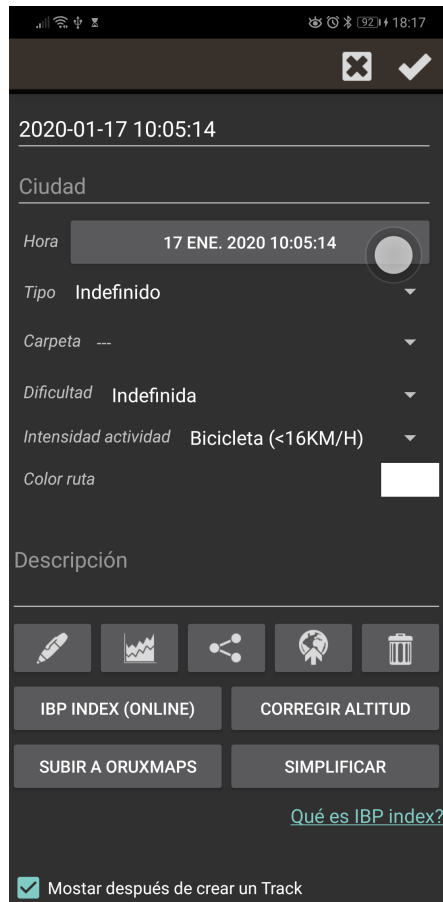 92 18:17
2020-01-17 10:05:14
Ciudad
Hora 17 ENE. 2020 10:05:14
Tipo Indefinido
Carpeta ---
Dificultad Indefinida
Intensidad actividad Bicicleta (<16KM/H)
Color ruta
Descripción
IBP INDEX (ONLINE) CORREGIR ALTITUD
SUBIR A ORUXMAPS SIMPLIFICAR
Qué es IBP index?
Mostar después de crear un Track